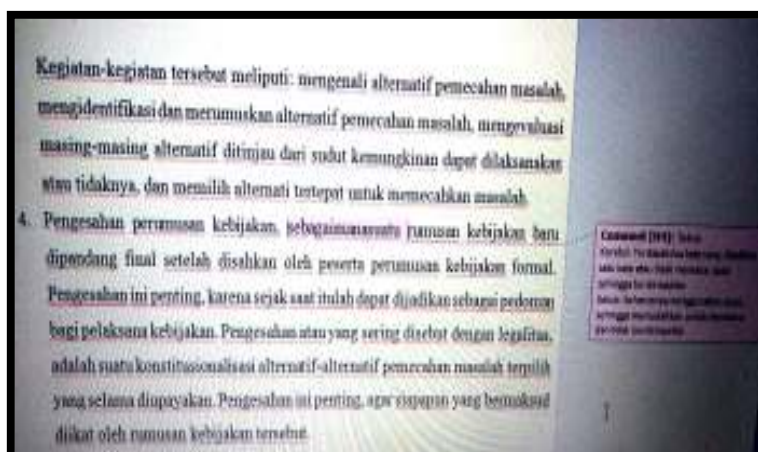 Kegiatan-kegiatan tersebut meliputi: mengenali alternatif pemecahan masalah,
mengidentifikasi dan merumuskan alternatif pemecahan masalah, mengevaluasi
masing-masing alternatif ditinjau dari sudut kemungkinan dapat dilaksanakan
atau tidaknya, dan memilih alternati tertepat untuk memecahkan masalah.
4. Pengesahan perumusan kebijakan, sebagaimanasuatu rumusan kebijakan baru
dipandang final setelah disahkan oleh peserta perumusan kebijakan formal.
Pengesahan ini penting, karena sejak saat itulah dapat dijadikan sebagai pedoman
bagi pelaksana kebijakan. Pengesahan atau yang sering disebut dengan legalitas,
adalah suatu konstitusionalisasi alternatif-alternatif pemecahan masalah terpilih
yang selama diupayakan. Pengesahan ini penting, agar siapapun yang bermaksud
diikat oleh rumusan kebijakan tersebut.
Comment